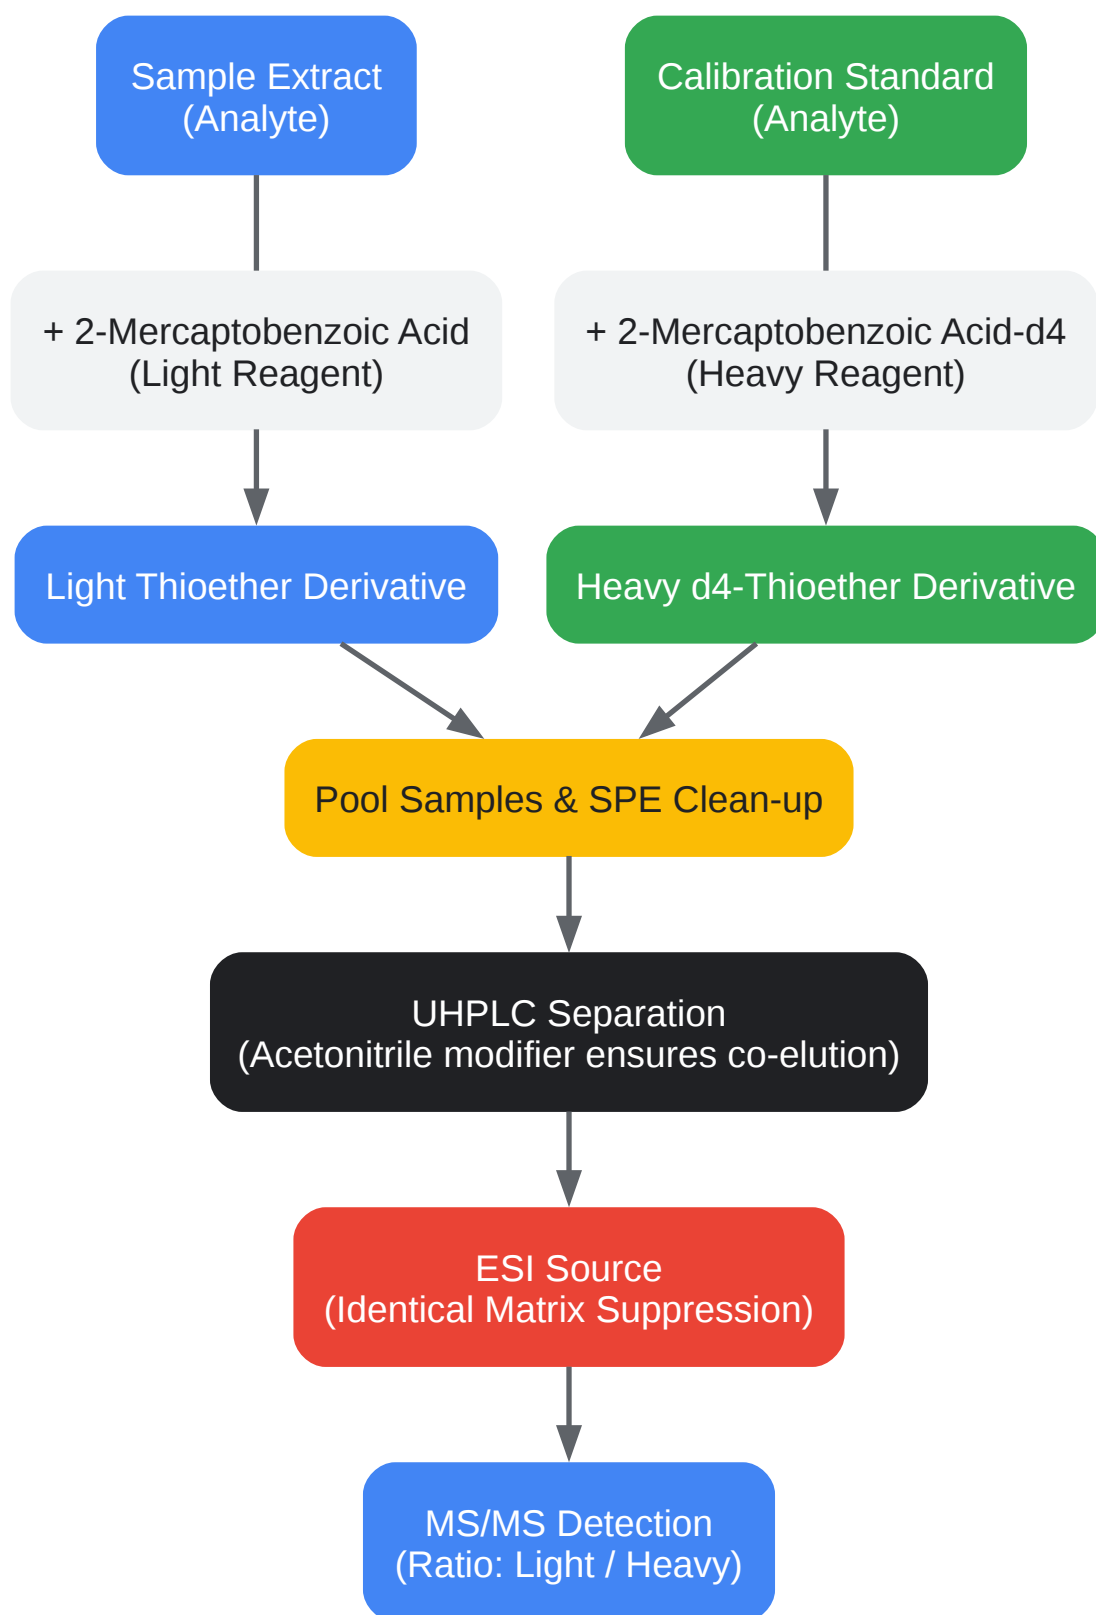 Sample Extract
(Analyte)
Calibration Standard
(Analyte)
+ 2-Mercaptobenzoic Acid
(Light Reagent)
+ 2-Mercaptobenzoic Acid-d4
(Heavy Reagent)
Light Thioether Derivative
Heavy d4-Thioether Derivative
Pool Samples & SPE Clean-up
UHPLC Separation
(Acetonitrile modifier ensures co-elution)
ESI Source
(Identical Matrix Suppression)
MS/MS Detection
(Ratio: Light / Heavy)